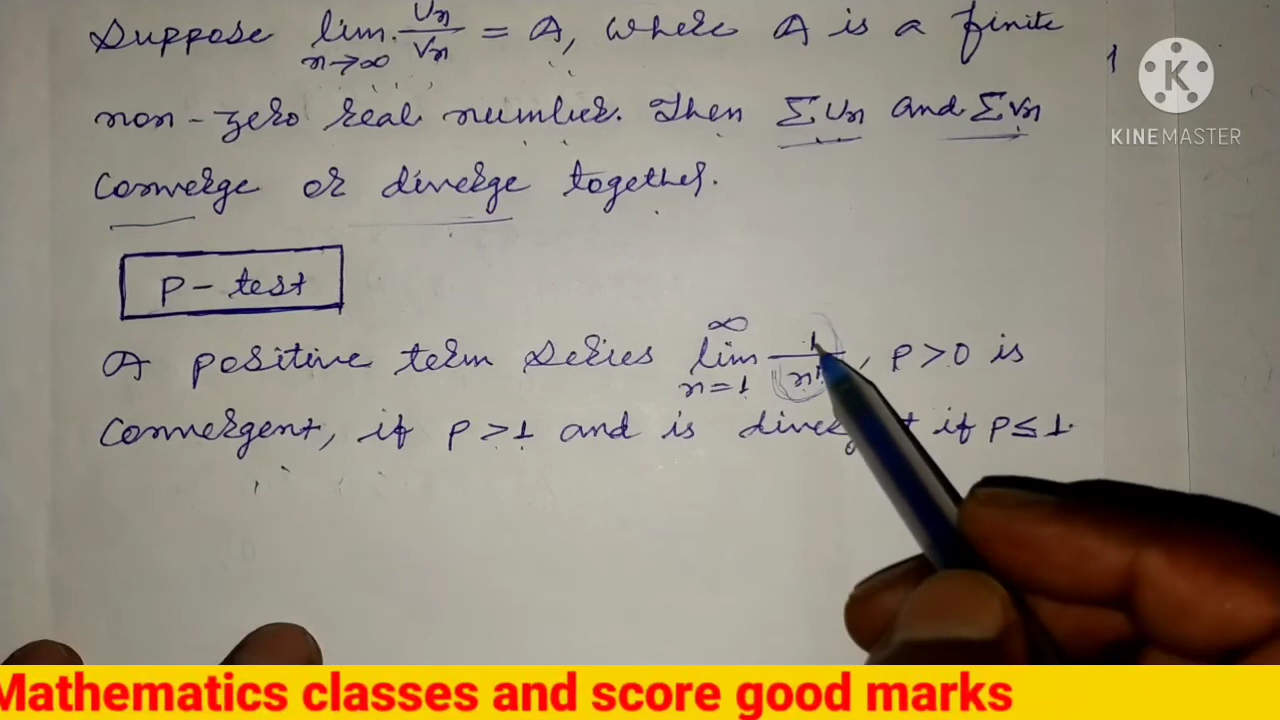 Suppose lim n→∞ Un/Vn = A, where A is a finite
non-zero real number. Then ΣUn and ΣVn
converge or diverge together.
P-test
A positive term series lim n=1 ∞ 1/n^p, P>0 is
convergent, if P>1 and is divergent if P≤1.
K
KINEMASTER
Mathematics classes and score good marks